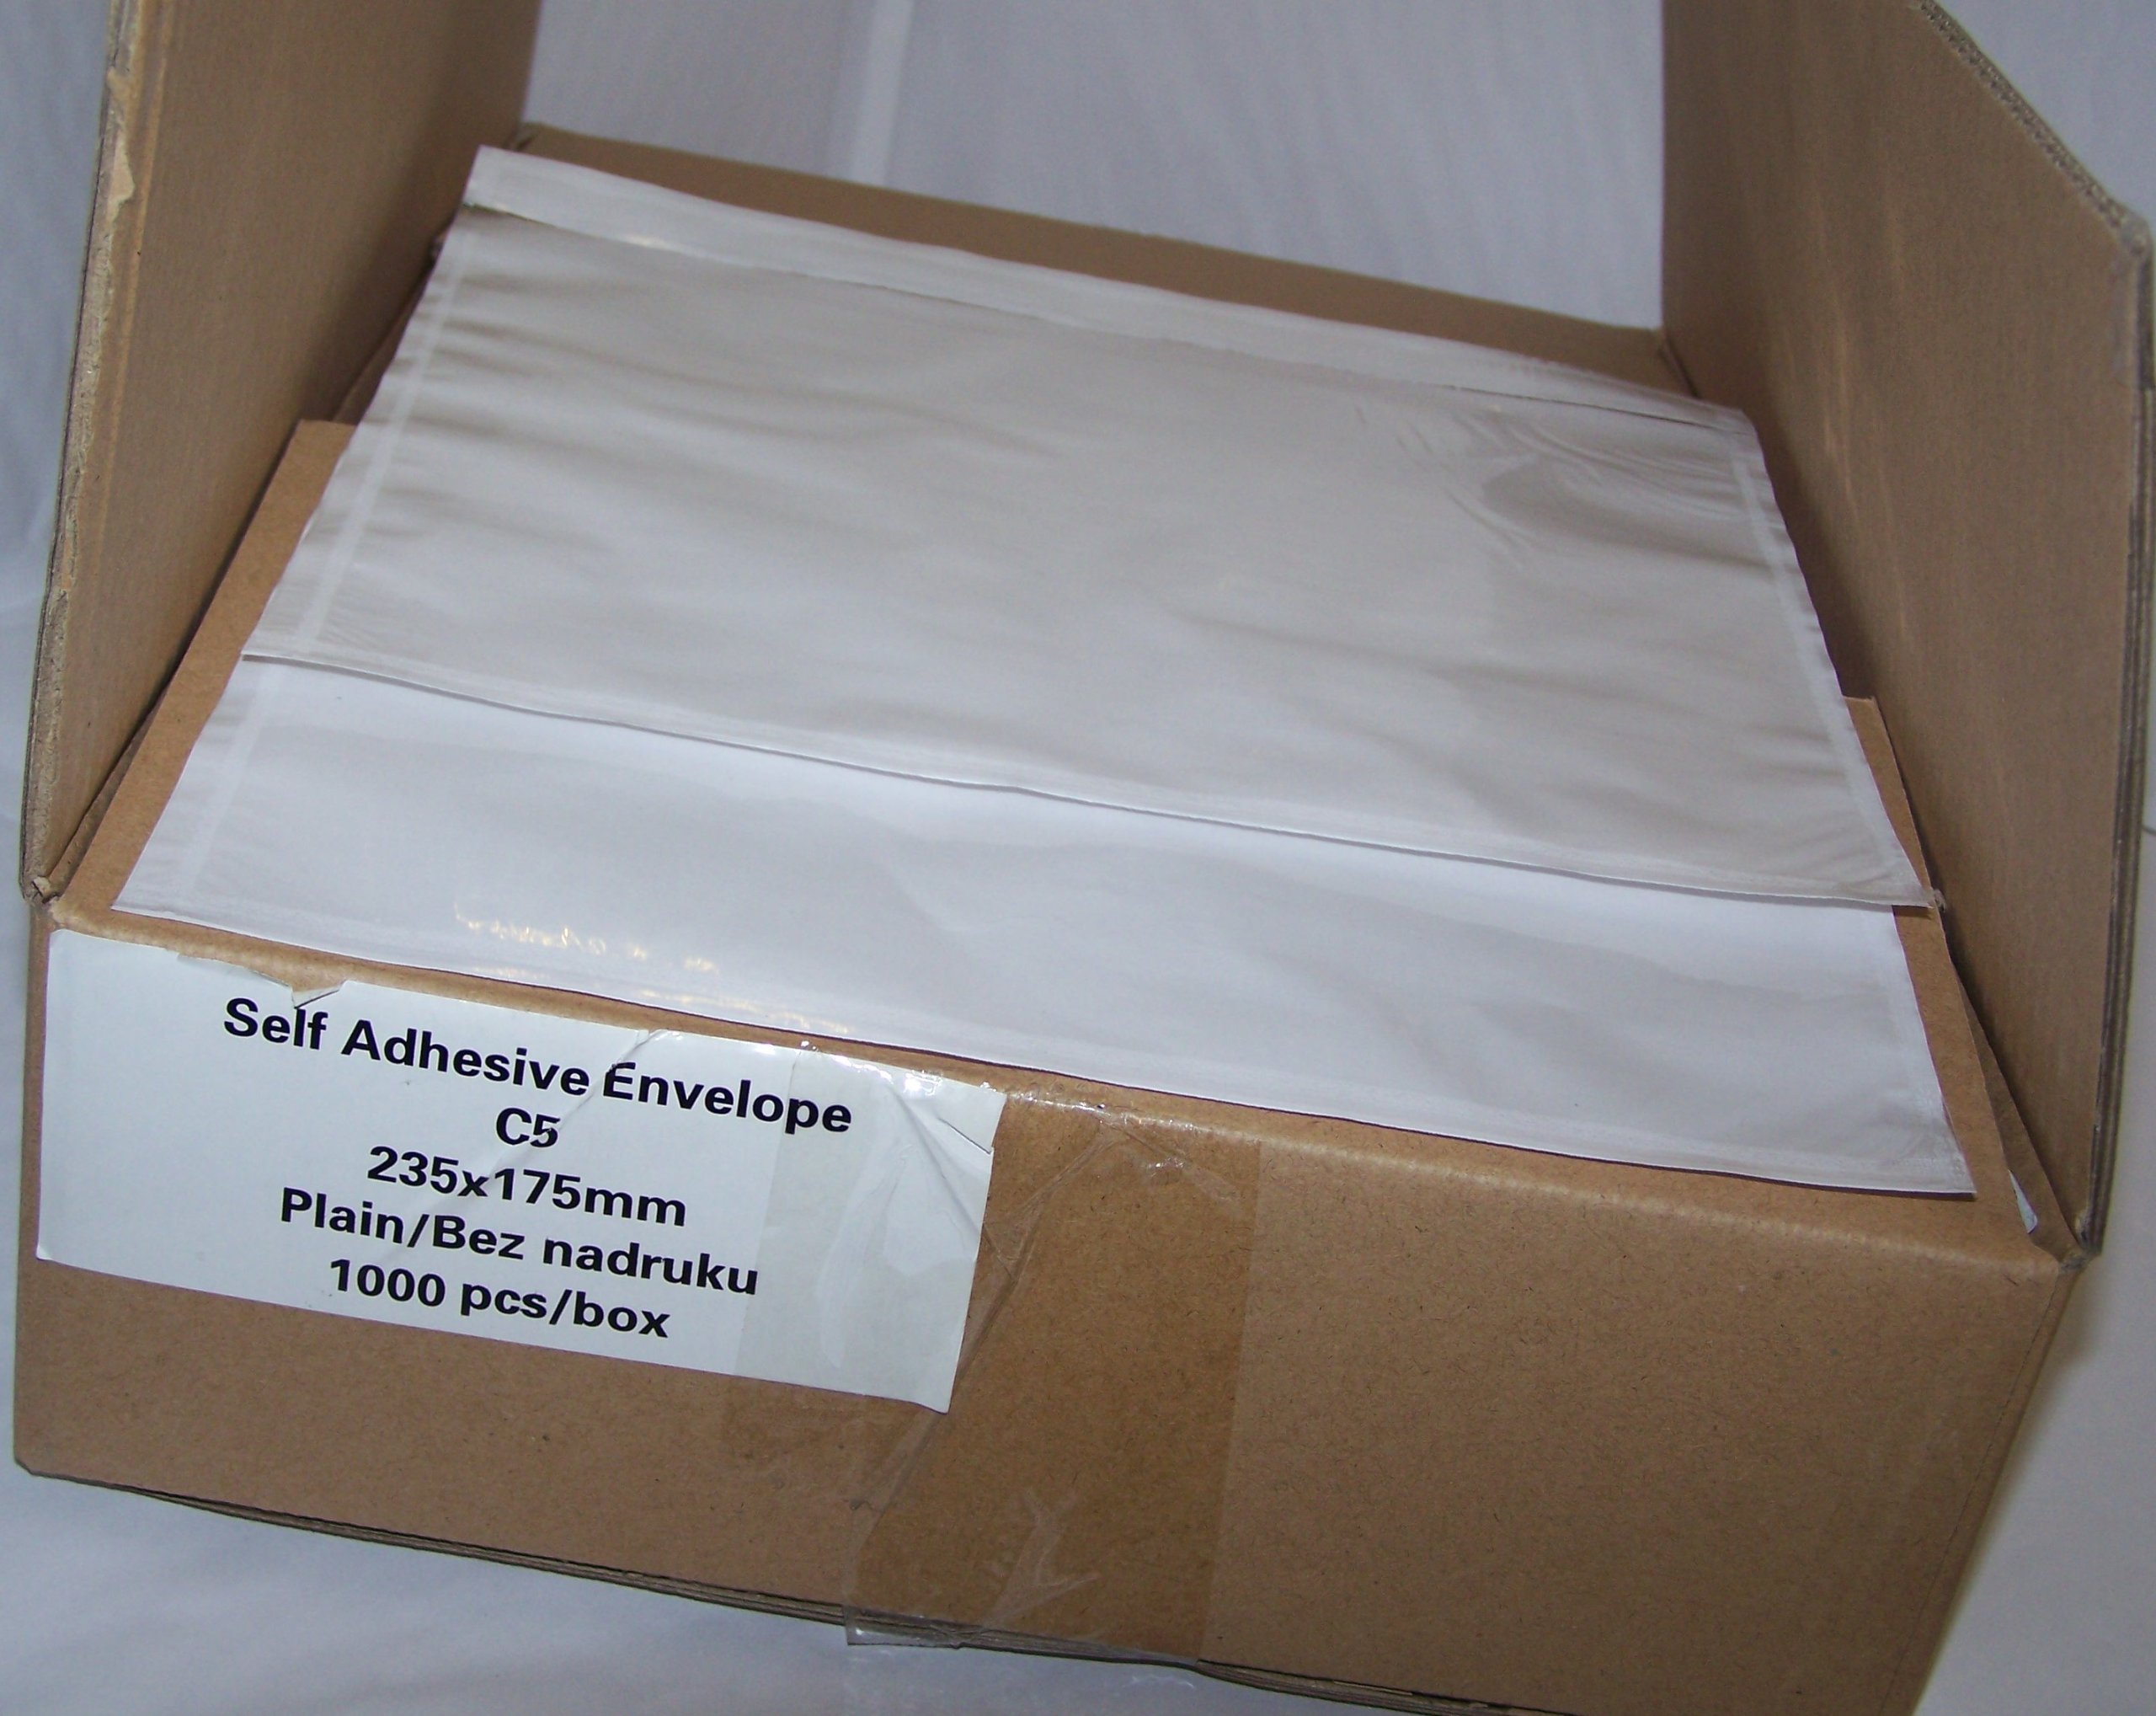 Self Adhesive Envelope
C5
235x175mm
Plain/Bez nadruku
1000 pcs/box